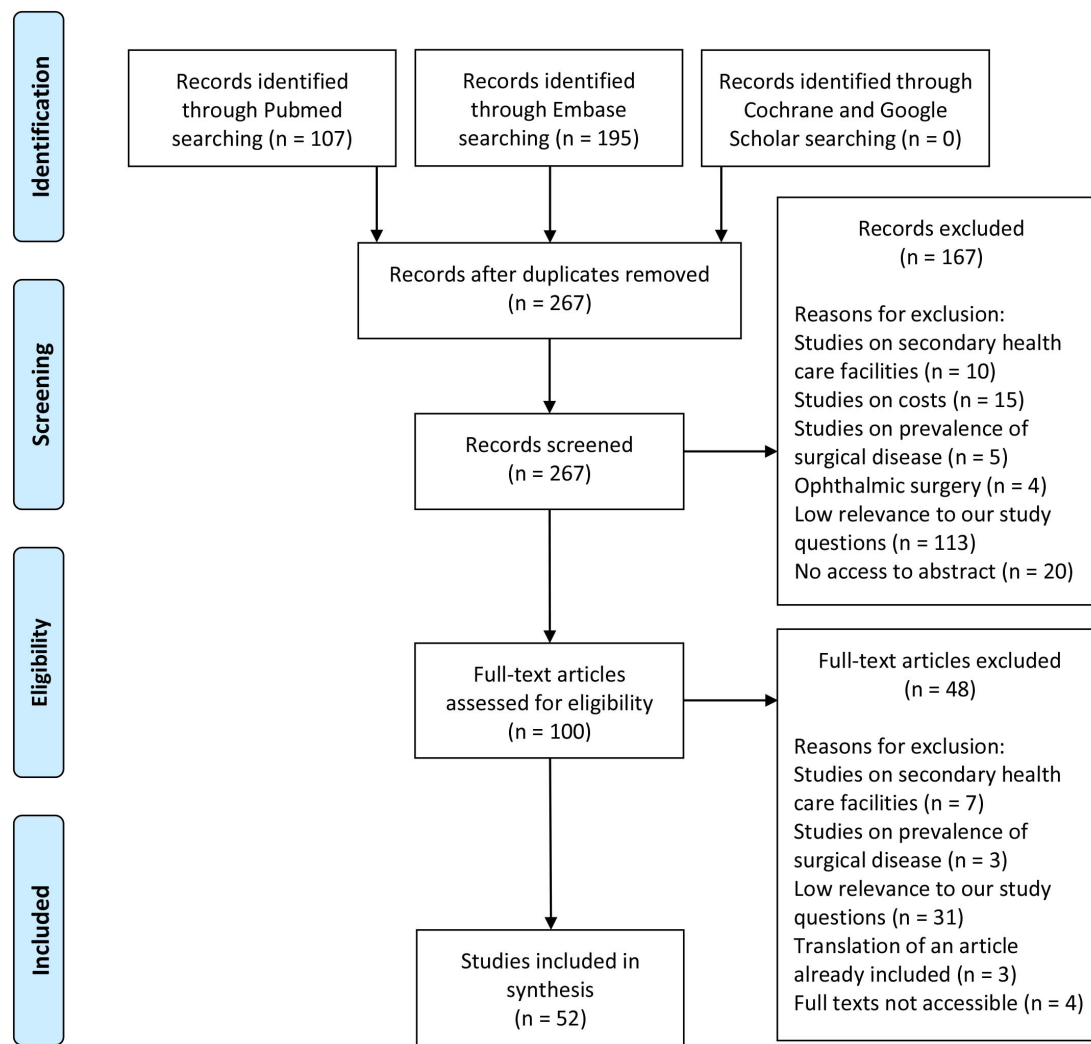 Identification
Records identified
through Pubmed
searching (n = 107)
Records identified
through Embase
searching (n = 195)
Records identified through
Cochrane and Google
Scholar searching (n = 0)
Records after duplicates removed
(n = 267)
Records excluded
(n = 167)
Reasons for exclusion:
Studies on secondary health
care facilities (n = 10)
Studies on costs (n = 15)
Studies on prevalence of
surgical disease (n = 5)
Ophthalmic surgery (n = 4)
Low relevance to our study
questions (n = 113)
No access to abstract (n = 20)
Screening
Records screened
(n = 267)
Eligibility
Full-text articles
assessed for eligibility
(n = 100)
Full-text articles excluded
(n = 48)
Reasons for exclusion:
Studies on secondary health
care facilities (n = 7)
Studies on prevalence of
surgical disease (n = 3)
Low relevance to our study
questions (n = 31)
Translation of an article
already included (n = 3)
Full texts not accessible (n = 4)
Included
Studies included in
synthesis
(n = 52)